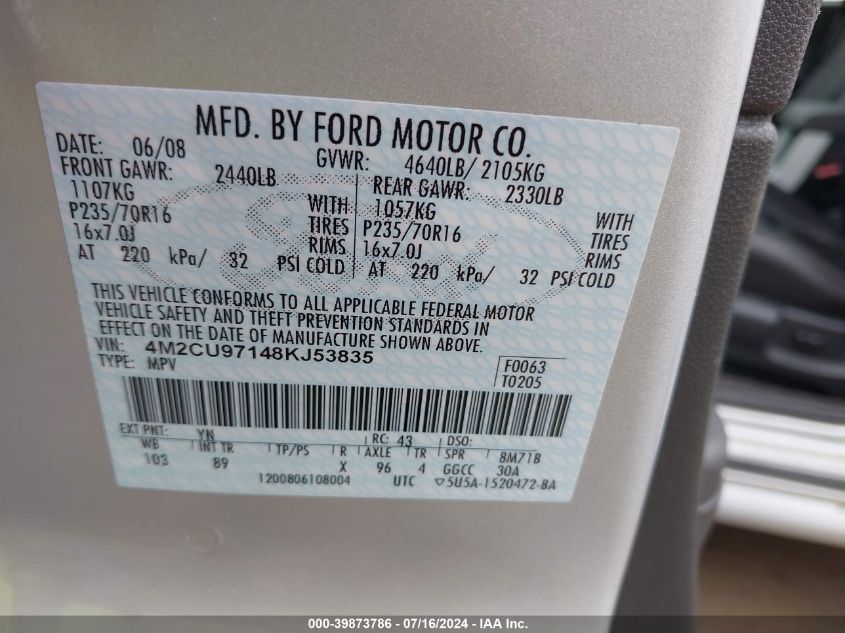 MFD. BY FORD MOTOR CO.
DATE: 06/08 GVWR: 4640LB/ 2105KG
FRONT GAWR: 2440LB REAR GAWR: 2330LB
1107KG WITH 1057KG WITH
P235/70R16 TIRES P235/70R16 TIRES
16x7.0J RIMS 16x7.0J RIMS
AT 220 kPa/ 32 PSI COLD AT 220 kPa/ 32 PSI COLD
THIS VEHICLE CONFORMS TO ALL APPLICABLE FEDERAL MOTOR
VEHICLE SAFETY AND THEFT PREVENTION STANDARDS IN
EFFECT ON THE DATE OF MANUFACTURE SHOWN ABOVE.
VIN: 4M2CU97148KJ53835 F0063
TYPE: MPV T0205
EXT PNT: YN RC: 43 DSO:
WB INT TR TP/PS R AXLE TR SPR 8M71B
103 89 X 96 4 GGCC 30A
1200806108004 UTC ▽5U5A-1520472-BA
000-39873786 - 07/16/2024 - IAA Inc.